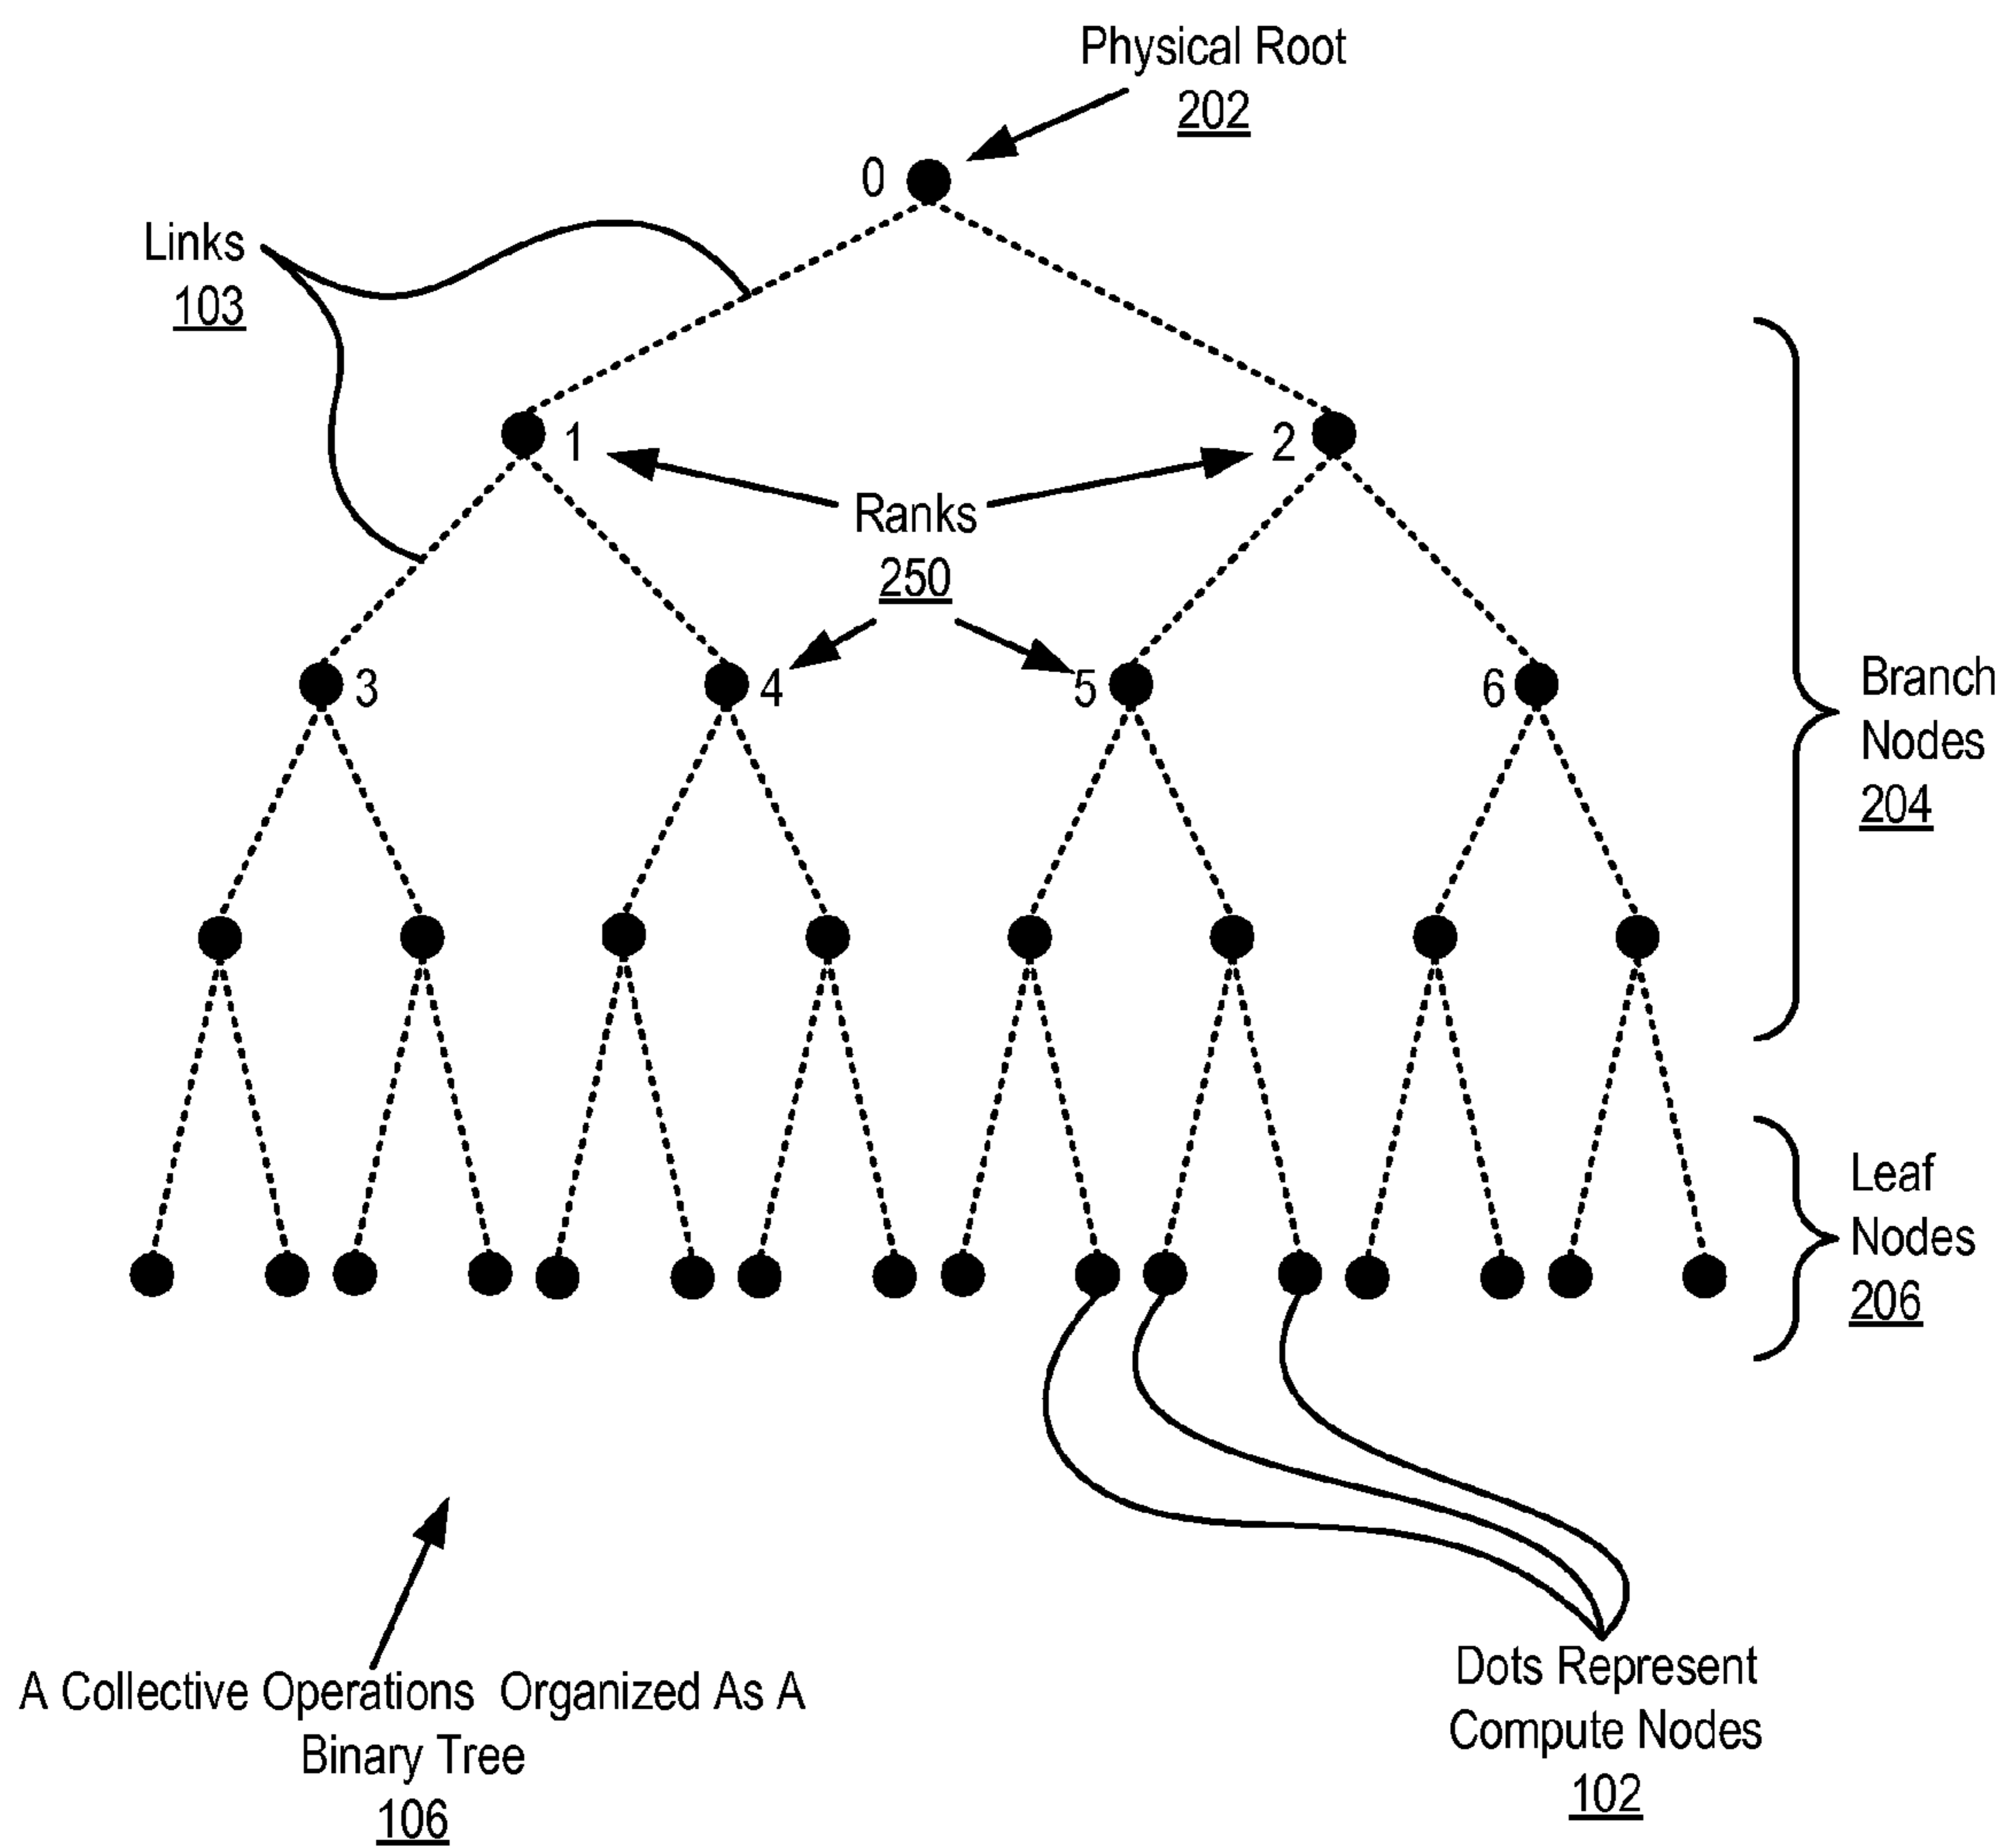 Physical Root
202
0
Links
103
1
2
Ranks
250
3
4
5
6
Branch
Nodes
204
Leaf
Nodes
206
A Collective Operations Organized As A
Binary Tree
106
Dots Represent
Compute Nodes
102